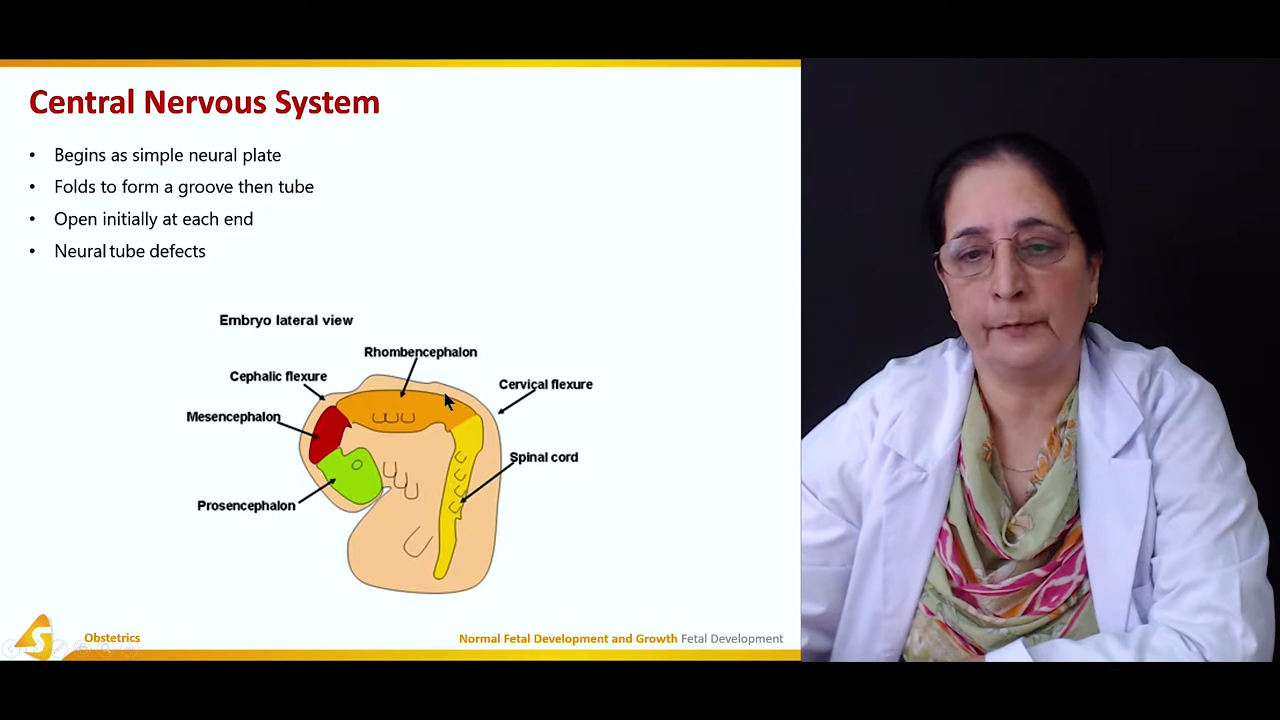 Central Nervous System
• Begins as simple neural plate
• Folds to form a groove then tube
• Open initially at each end
• Neural tube defects
Embryo lateral view
Rhombencephalon
Cephalic flexure
Cervical flexure
Mesencephalon
Spinal cord
Prosencephalon
S
Obstetrics
Normal Fetal Development and Growth Fetal Development